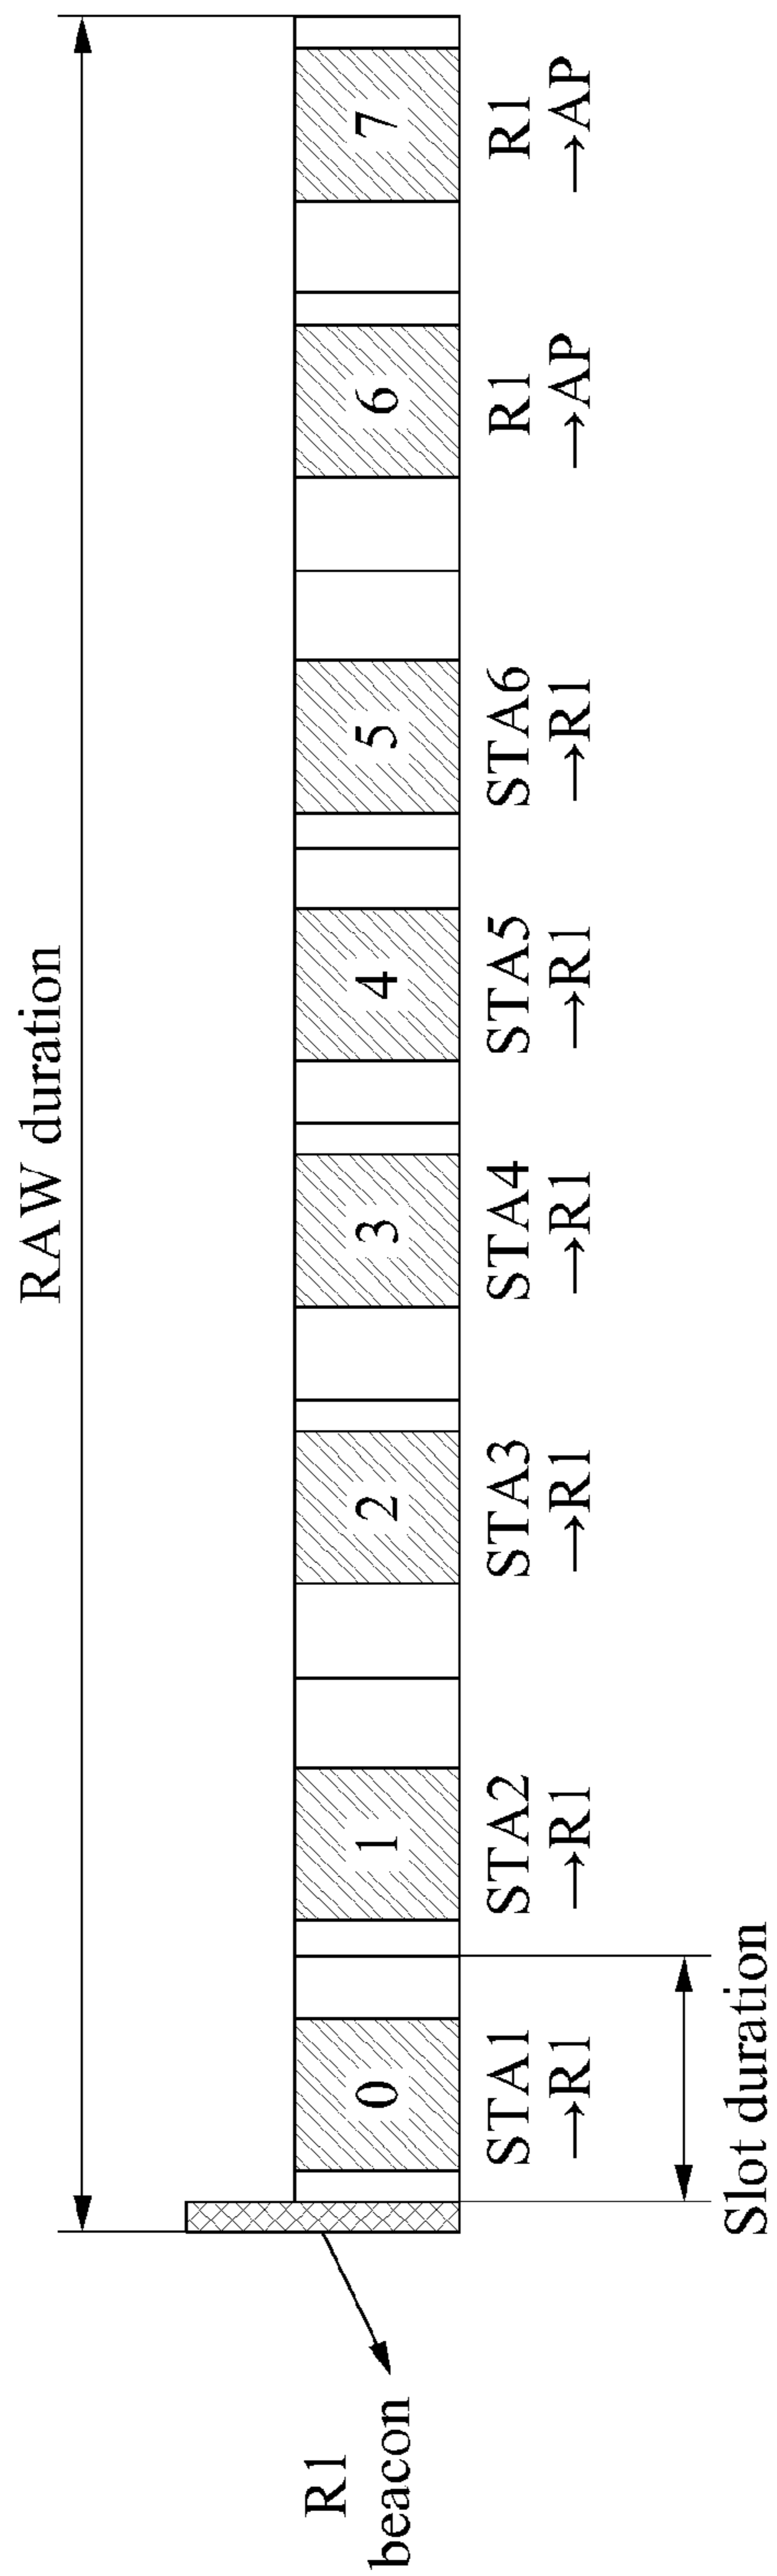 RAW duration
R1
beacon
0
1
2
3
4
5
6
7
STA1
→R1
STA2
→R1
STA3
→R1
STA4
→R1
STA5
→R1
STA6
→R1
R1
→AP
R1
→AP
Slot duration